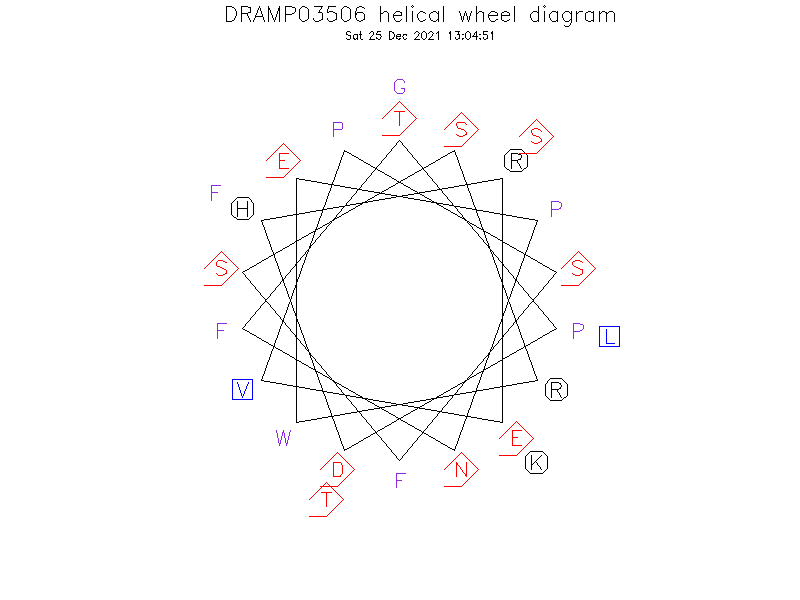 DRAMP03506 helical wheel diagram
Sat 25 Dec 2021 13:04:51
G
T
P
S
S
E
R
F
H
P
S
S
F
P
L
V
R
W
E
D
N
K
F
T